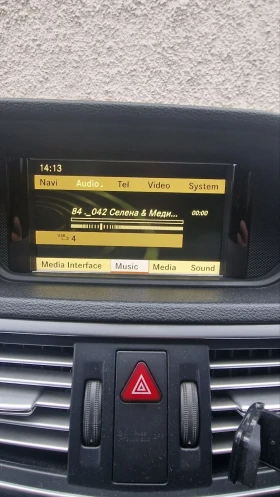 14:13
Navi Audio Tel Video System
84 ._042 Селена & Меди... 00:00
4
Media Interface Music Media Sound